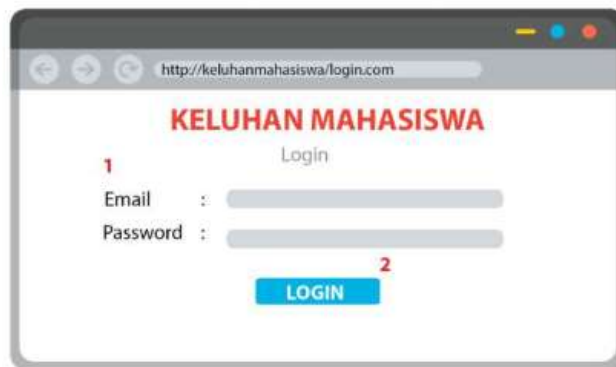 http://keluhanmahasiswa/login.com
KELUHAN MAHASISWA
Login
1
Email :
Password :
2
LOGIN